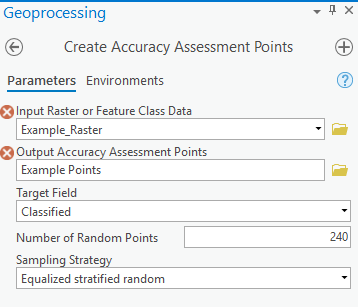 Geoprocessing
Create Accuracy Assessment Points
Parameters Environments
Input Raster or Feature Class Data
Example_Raster
Output Accuracy Assessment Points
Example Points
Target Field
Classified
Number of Random Points 240
Sampling Strategy
Equalized stratified random